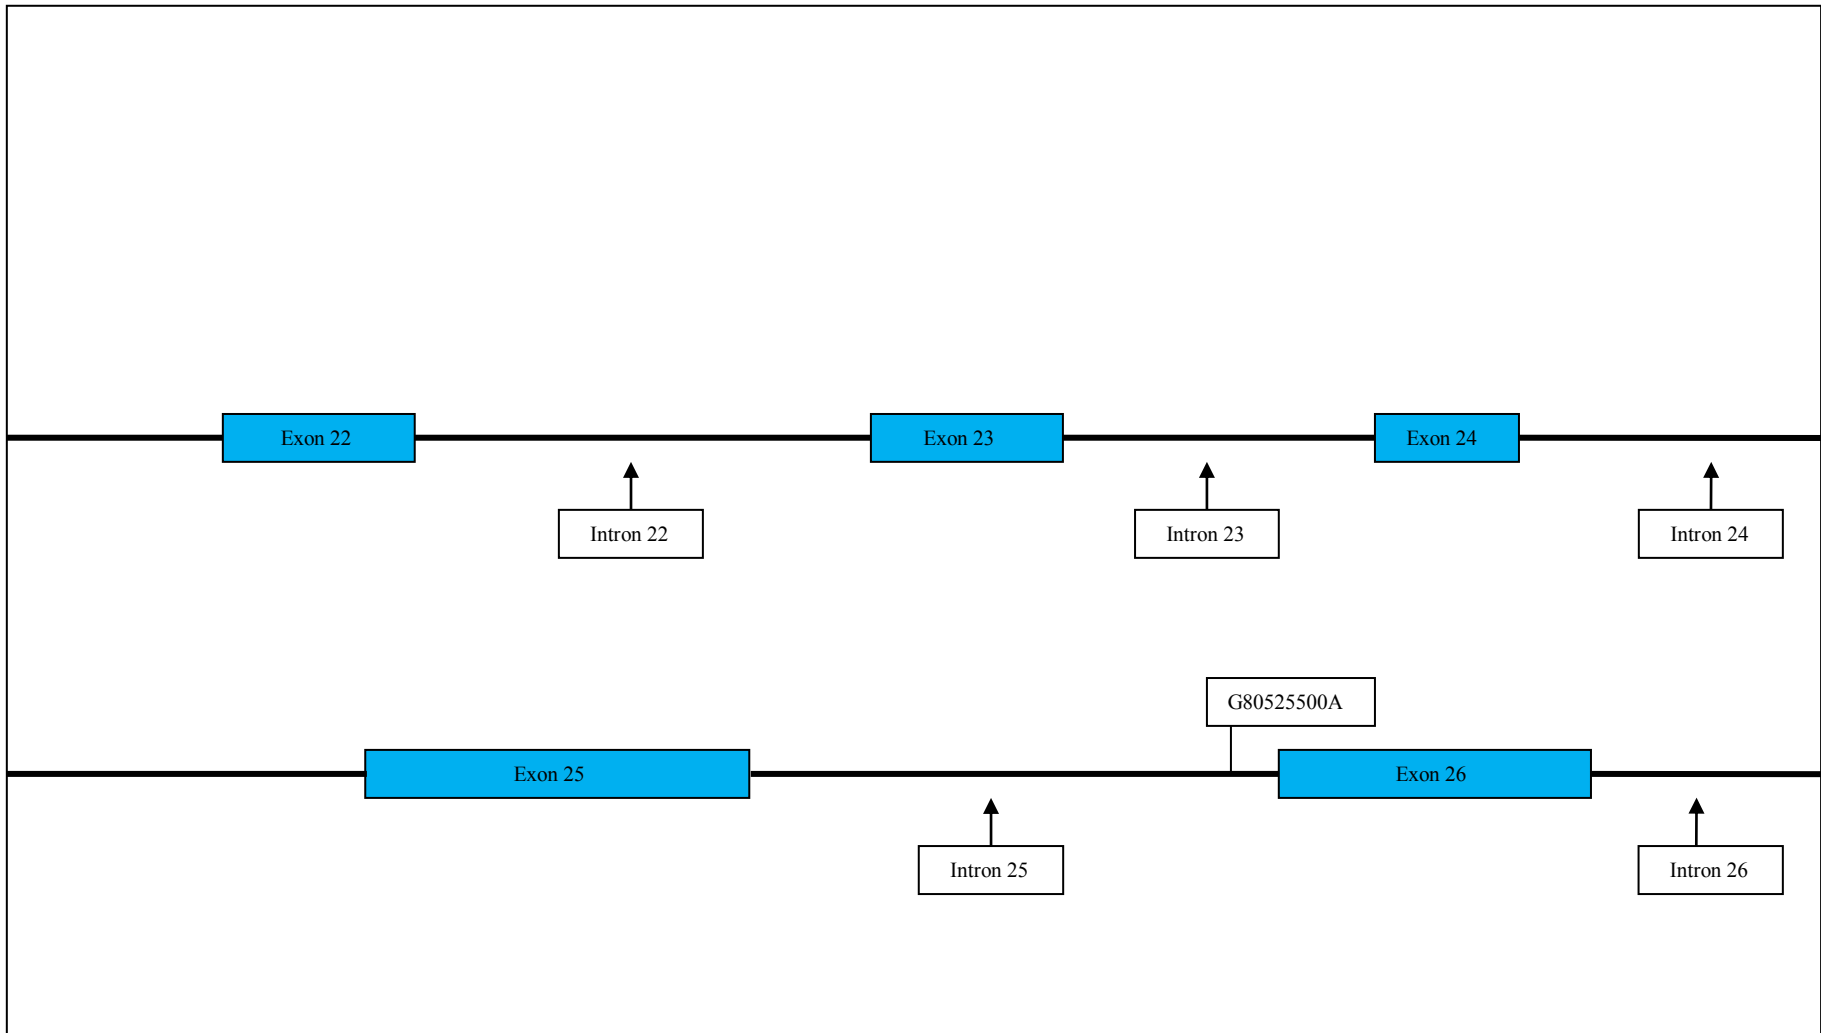 Exon 22
Exon 23
Exon 24
Intron 22
Intron 23
Intron 24
G80525500A
Exon 25
Exon 26
Intron 25
Intron 26